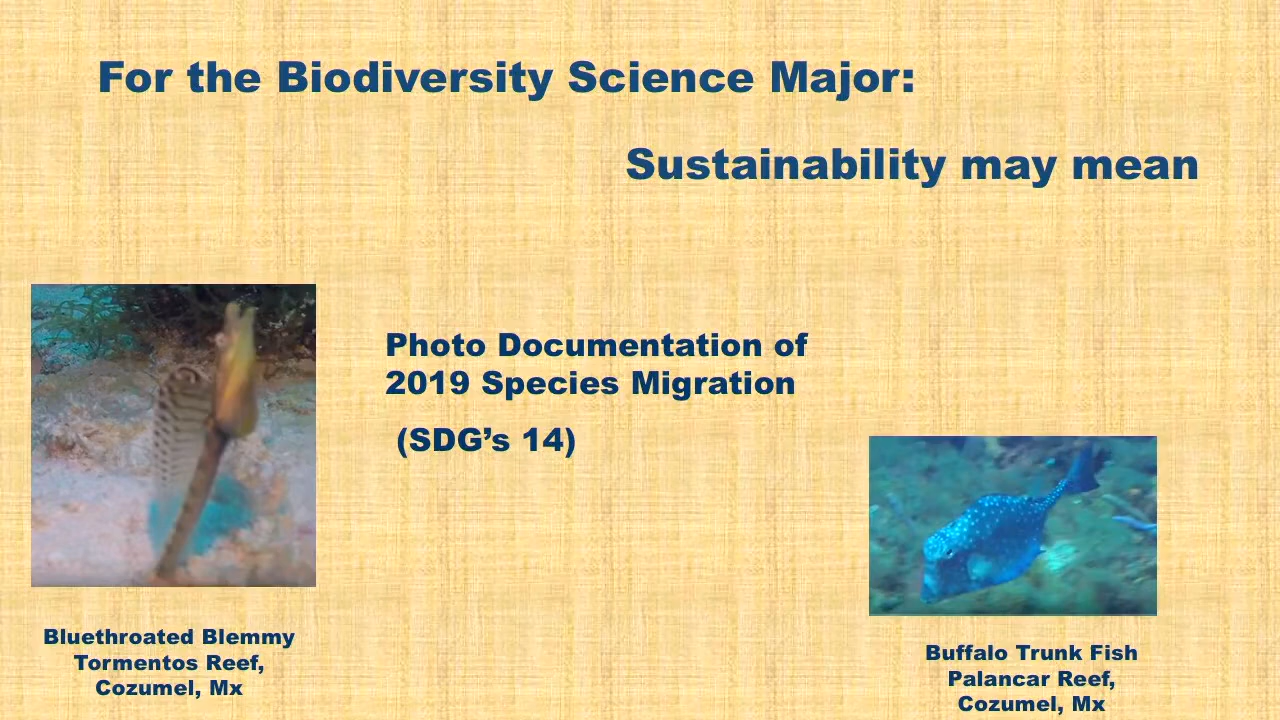 For the Biodiversity Science Major:
Sustainability may mean
Photo Documentation of
2019 Species Migration
(SDG’s 14)
Bluethroated Blemmy
Tormentos Reef,
Cozumel, Mx
Buffalo Trunk Fish
Palancar Reef,
Cozumel, Mx